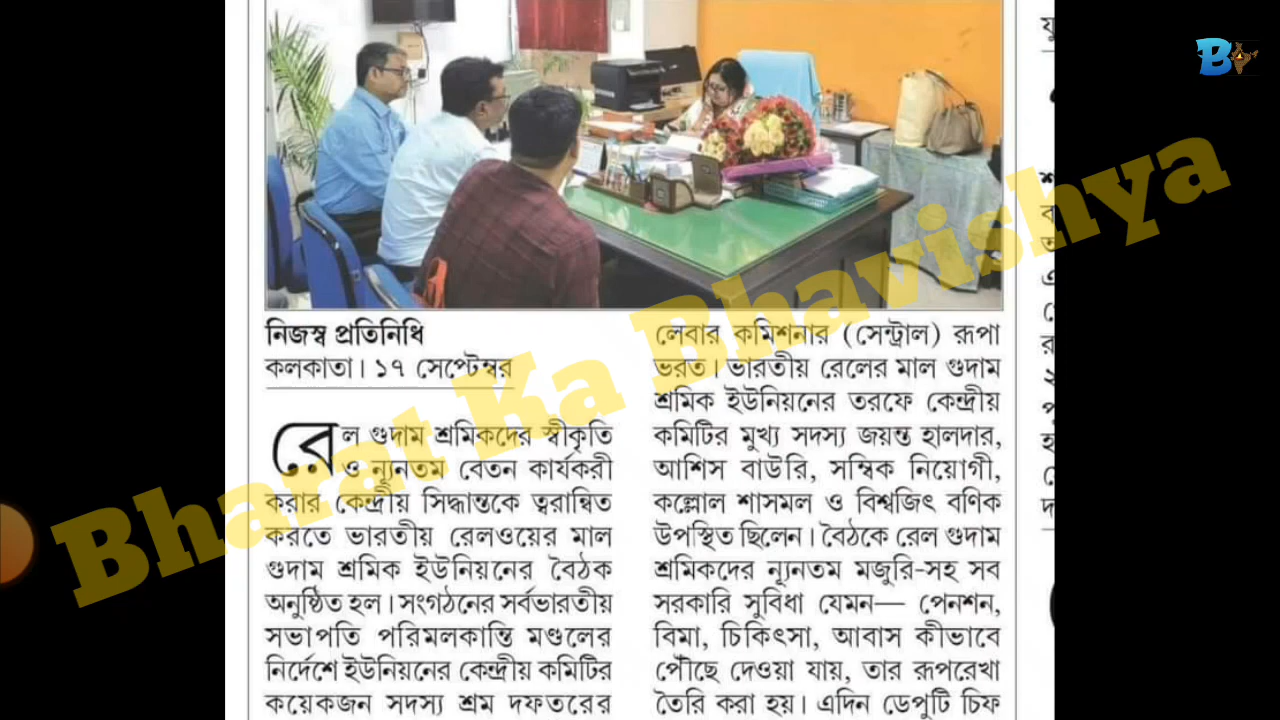 নিজস্ব প্রতিনিধি
কলকাতা। ১৭ সেপ্টেম্বর
রেল গুদাম শ্রমিকদের স্বীকৃতি
ও ন্যূনতম বেতন কার্যকরী
করার কেন্দ্রীয় সিদ্ধান্তকে ত্বরান্বিত
করতে ভারতীয় রেলওয়ের মাল
গুদাম শ্রমিক ইউনিয়নের বৈঠক
অনুষ্ঠিত হল। সংগঠনের সর্বভারতীয়
সভাপতি পরিমলকান্তি মণ্ডলের
নির্দেশে ইউনিয়নের কেন্দ্রীয় কমিটির
কয়েকজন সদস্য শ্রম দফতরের
লেবার কমিশনার (সেন্ট্রাল) রূপা
ভরত। ভারতীয় রেলের মাল গুদাম
শ্রমিক ইউনিয়নের তরফে কেন্দ্রীয়
কমিটির মুখ্য সদস্য জয়ন্ত হালদার,
আশিস বাউরি, সম্বিক নিয়োগী,
কল্লোল শাসমল ও বিশ্বজিৎ বণিক
উপস্থিত ছিলেন। বৈঠকে রেল গুদাম
শ্রমিকদের ন্যূনতম মজুরি-সহ সব
সরকারি সুবিধা যেমন— পেনশন,
বিমা, চিকিৎসা, আবাস কীভাবে
পৌঁছে দেওয়া যায়, তার রূপরেখা
তৈরি করা হয়। এদিন ডেপুটি চিফ
Bharat Ka Bhavishya
B